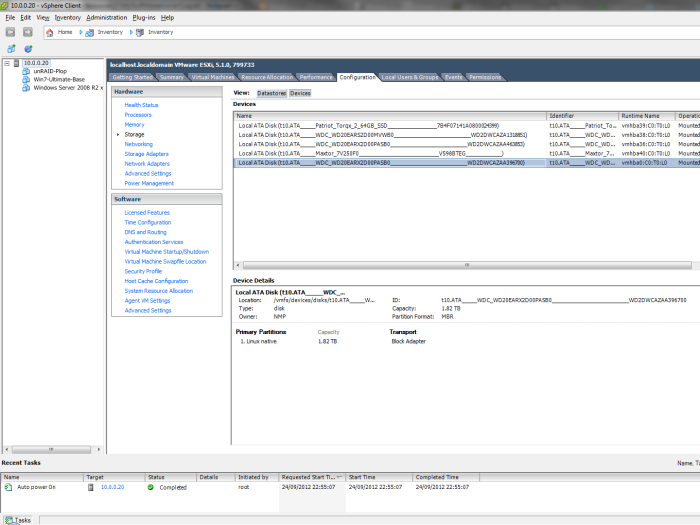 10.0.0.20 - vSphere Client
File Edit View Inventory Administration Plug-ins Help
Home Inventory Inventory
10.0.0.20
unRAID-Plop
Win7-Ultimate-Base
Windows Server 2008 R2 x
localhost.localdomain VMware ESXi, 5.1.0, 799733
Getting Started Summary Virtual Machines Resource Allocation Performance Configuration Local Users & Groups Events Permissions
Hardware
Health Status
Processors
Memory
Storage
Networking
Storage Adapters
Network Adapters
Advanced Settings
Power Management
Software
Licensed Features
Time Configuration
DNS and Routing
Authentication Services
Virtual Machine Startup/Shutdown
Virtual Machine Swapfile Location
Security Profile
Host Cache Configuration
System Resource Allocation
Agent VM Settings
Advanced Settings
View: Datastores Devices
Devices
Name Identifier Runtime Name Operatio
Local ATA Disk (t10.ATA_____Patriot_Torqx_2_64GB_SSD_______________7B4F07141A080002499) t10.ATA_____Patriot_To... vmhba39:C0:T0:L0 Mounted
Local ATA Disk (t10.ATA_____WDC_WD20EARS2D00MVWB0_____________________WD2DWCAZA1318851) t10.ATA_____WDC_WD... vmhba36:C0:T0:L0 Mounted
Local ATA Disk (t10.ATA_____WDC_WD20EARX2D00PASB0_____________________WD2DWCAZAA463853) t10.ATA_____WDC_WD... vmhba0:C0:T0:L0 Mounted
Local ATA Disk (t10.ATA_____Maxtor_7V250F0_____________________V598BTEG____________) t10.ATA_____Maxtor_7... vmhba40:C0:T0:L0 Mounted
Local ATA Disk (t10.ATA_____WDC_WD20EARX2D00PASB0_____________________WD2DWCAZAA396700) t10.ATA_____WDC_WD... vmhba0:C0:T0:L0 Mounted
Device Details
Local ATA Disk (t10.ATA_____WDC_...
Location: /vmfs/devices/disks/t10.ATA_____W... ID: t10.ATA_____WDC_WD20EARX2D00PASB0_____________________WD2DWCAZAA396700
Type: disk Capacity: 1.82 TB
Owner: NMP Partition Format: MBR
Primary Partitions Capacity Transport
1. Linux native 1.82 TB Block Adapter
Recent Tasks Name, Ta
Name Target Status Details Initiated by Requested Start Ti... Start Time Completed Time
Auto power On 10.0.0.20 Completed root 24/09/2012 22:55:07 24/09/2012 22:55:07 24/09/2012 22:55:07
Tasks